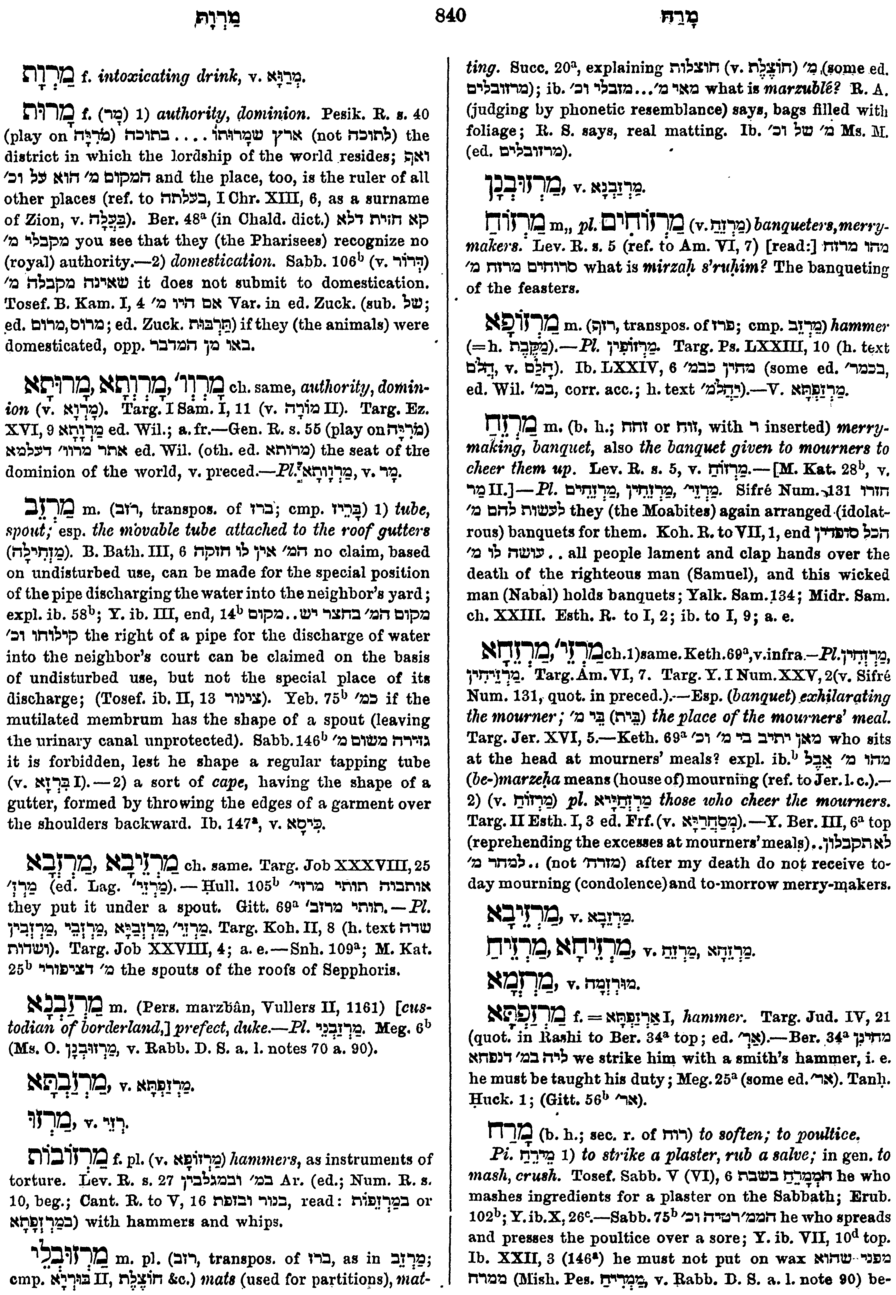 מַרְוָת 840 מָרַח
מַרְוָת f. intoxicating drink, v. מַרְוָא.
מָרוּת f. (מָר) 1) authority, dominion. Pesik. R. s. 40
(play on מֹרִיָּה) ארץ שמָרוּתוֹ .... בתוכה (not לתוכה) the
district in which the lordship of the world resides; ואף
המקום מ' הוא על וכ' and the place, too, is the ruler of all
other places (ref. to בעלתה, I Chr. XIII, 6, as a surname
of Zion, v. בַּעֲלָה). Ber. 48ᵃ (in Chald. dict.) קא חזית דלא
מקבלי מ' you see that they (the Pharisees) recognize no
(royal) authority.—2) domestication. Sabb. 106ᵇ (v. דְּרוֹר)
שאינה מקבלה מ' it does not submit to domestication.
Tosef. B. Kam. I, 4 אם היו מ' Var. in ed. Zuck. (sub. של;
ed. מרוס, מרום; ed. Zuck. תַּרְבּוּת) if they (the animals) were
domesticated, opp. באו מן המדבר.
מָרְוָ', מָרְוָתָא, מָרוּתָא ch. same, authority, domin-
ion (v. מָרְוָא). Targ. I Sam. I, 11 (v. מוֹרָה II). Targ. Ez.
XVI, 9 מָרְוָתָא ed. Wil.; a. fr.—Gen. R. s. 55 (play on מֹרִיָּה)
אתר מרוו' דעלמא ed. Wil. (oth. ed. מרותא) the seat of the
dominion of the world, v. preced.—Pl. מָרְוָותָא, v. מָר.
מַרְזֵב m. (רזב, transpos. of ברז; cmp. בָּרִיז) 1) tube,
spout; esp. the movable tube attached to the roof gutters
(מַזְחִילָה). B. Bath. III, 6 המ' אין לו חזקה no claim, based
on undisturbed use, can be made for the special position
of the pipe discharging the water into the neighbor's yard;
expl. ib. 58ᵇ; Y. ib. III, end, 14ᵇ מקום המ' בחצר יש..מקום
קילוחו וכ' the right of a pipe for the discharge of water
into the neighbor's court can be claimed on the basis
of undisturbed use, but not the special place of its
discharge; (Tosef. ib. II, 13 צינור). Yeb. 75ᵇ כמ' if the
mutilated membrum has the shape of a spout (leaving
the urinary canal unprotected). Sabb. 146ᵇ גזירה משום מ'
it is forbidden, lest he shape a regular tapping tube
(v. בַּרְזָא I).—2) a sort of cape, having the shape of a
gutter, formed by throwing the edges of a garment over
the shoulders backward. Ib. 147ᵃ, v. כִּיסָא.
מַרְזֵיבָא, מַרְזְבָא ch. same. Targ. Job XXXVIII, 25
מַרְזְ' (ed. Lag. מַרְזֵי').—Ḥull. 105ᵇ אותבוה תותי מרזי'
they put it under a spout. Gitt. 69ᵃ תותי מרזב'.—Pl.
מַרְזֵי', מַרְזְבַיָּא, מַרְזְבֵי, מַרְזְבִין. Targ. Koh. II, 8 (h. text שדה
ושדות). Targ. Job XXVIII, 4; a. e.—Snh. 109ᵃ; M. Kat.
25ᵇ מ' דציפורי the spouts of the roofs of Sepphoris.
מַרְזְבָנָא m. (Pers. marzbân, Vullers II, 1161) [cus-
todian of borderland,] prefect, duke.—Pl. מַרְזְבָנֵי. Meg. 6ᵇ
(Ms. O. מַרְזוּבָנָן, v. Rabb. D. S. a. l. notes 70 a. 90).
מַרְזַבְתָּא, v. מַרְזַפְתָּא.
מַרְזוּ, v. רזי.
מַרְזוֹבוֹת f. pl. (v. מַרְזוֹפָא) hammers, as instruments of
torture. Lev. R. s. 27 במ' ובמגלבין Ar. (ed.; Num. R. s.
10, beg.; Cant. R. to V, 16 בנור ובזפת, read: במַרְזֵפוֹת or
במַרְזָפָתָא) with hammers and whips.
מַרְזוּבְלֵי m. pl. (רזב, transpos. of ברז, as in מַרְזֵב;
cmp. בּוּרְיָא II, חוֹצֶלֶת &c.) mats (used for partitions), mat-
ting. Succ. 20ᵃ, explaining חוצלות (v. חוֹצֶלֶת) מ' (some ed.
מרזובלים); ib. מאי מ'...מזבלי וכ' what is marzublé? R. A.
(judging by phonetic resemblance) says, bags filled with
foliage; R. S. says, real matting. Ib. מ' של וכ' Ms. M.
(ed. מרזובלים).
מַרְזוּבְנָן, v. מַרְזְבָנָא.
מַרְזוֹחַ m., pl. מַרְזוֹחִים (v. מַרְזֵחַ) banqueters, merry-
makers. Lev. R. s. 5 (ref. to Am. VI, 7) [read:] מהו מרזח
סרוחים מרזח מ' what is mirzaḥ s'ruḥim? The banqueting
of the feasters.
מַרְזוֹפָא m. (רזף, transpos. of פרז; cmp. מַרְזֵב) hammer
(=h. מַקֶּבֶת).—Pl. מַרְזוֹפִין. Targ. Ps. LXXIII, 10 (h. text
חָלַם, v. חֲלֹם). Ib. LXXIV, 6 מחין כבמ' (some ed. בכמר',
ed. Wil. במ', corr. acc.; h. text יַהֲלֹמ').—V. מַרְזַפְתָּא.
מַרְזֵחַ m. (b. h.; זוח or זחח, with ר inserted) merry-
making, banquet, also the banquet given to mourners to
cheer them up. Lev. R. s. 5, v. מַרְזוֹחַ.—[M. Kat. 28ᵇ, v.
מַר II.]—Pl. מַרְזֵי', מַרְזֵחִין, מַרְזֵחִים. Sifré Num. 131 חזרו
לעשות להם מ' they (the Moabites) again arranged (idolat-
rous) banquets for them. Koh. R. to VII, 1, end הכל סופדין
..עושה לו מ' all people lament and clap hands over the
death of the righteous man (Samuel), and this wicked
man (Nabal) holds banquets; Yalk. Sam. 134; Midr. Sam.
ch. XXIII. Esth. R. to I, 2; ib. to I, 9; a. e.
מַרְזֵי', מַרְזֵחָא ch. 1) same. Keth. 69ᵃ, v. infra.—Pl. מַרְזֵחִין,
מַרְזֵיחִין. Targ. Am. VI, 7. Targ. Y. I Num. XXV, 2 (v. Sifré
Num. 131, quot. in preced.).—Esp. (banquet) exhilarating
the mourner; בֵּי מ' (בֵּית) the place of the mourners' meal.
Targ. Jer. XVI, 5.—Keth. 69ᵃ מאן יתיב בי מ' וכ' who sits
at the head at mourners' meals? expl. ib.ᵇ מהו מ' אֵבֶל
(be-)marzeḥa means (house of) mourning (ref. to Jer. l. c.).—
2) (v. מַרְזוֹחַ) pl. מַרְזְחַיָּיא those who cheer the mourners.
Targ. II Esth. I, 3 ed. Frf. (v. מְסַחֲרַיָּא).—Y. Ber. III, 6ᵃ top
(reprehending the excesses at mourners' meals) לא תקבלון..
..למחר מ' (not מזרח) after my death do not receive to-
day mourning (condolence) and to-morrow merry-makers.
מַרְזֵיבָא, v. מַרְזֵבָא.
מַרְזֵיחָא, מַרְזֵיחַ, v. מַרְזֵחַ, מַרְזֵחָא.
מַרְזְמָא, v. מוּרְזְמָה.
מַרְזַפְתָּא f. = אַרְזַפְתָּא I, hammer. Targ. Jud. IV, 21
(quot. in Rashi to Ber. 34ᵃ top; ed. אַרְ').—Ber. 34ᵃ מחינן
ליה במ' דנפחא we strike him with a smith's hammer, i. e.
he must be taught his duty; Meg. 25ᵃ (some ed. אר'). Tanḥ.
Ḥuck. 1; (Gitt. 56ᵇ אר').
מָרַח (b. h.; sec. r. of רוח) to soften; to poultice.
Pi. מֵירַח 1) to strike a plaster, rub a salve; in gen. to
mash, crush. Tosef. Sabb. V (VI), 6 הממָרֵחַ בשבת he who
mashes ingredients for a plaster on the Sabbath; Erub.
102ᵇ; Y. ib. X, 26ᶜ.—Sabb. 75ᵇ הממ' רטיה וכ' he who spreads
and presses the poultice over a sore; Y. ib. VII, 10ᵈ top.
Ib. XXII, 3 (146ᵃ) he must not put on wax מפני שהוא
ממרח (Mish. Pes. מַמְרִיחַ, v. Rabb. D. S. a. l. note 90) be-